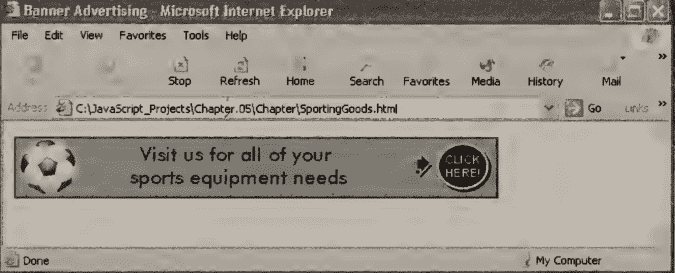 Banner Advertising - Microsoft Internet Explorer
File Edit View Favorites Tools Help
Stop Refresh Home Search Favorites Media History Mail
Address C:\JavaScript_Projects\Chapter.05\Chapter\SportingGoods.html Go Links »
Visit us for all of your
sports equipment needs
CLICK
HERE!
Done My Computer